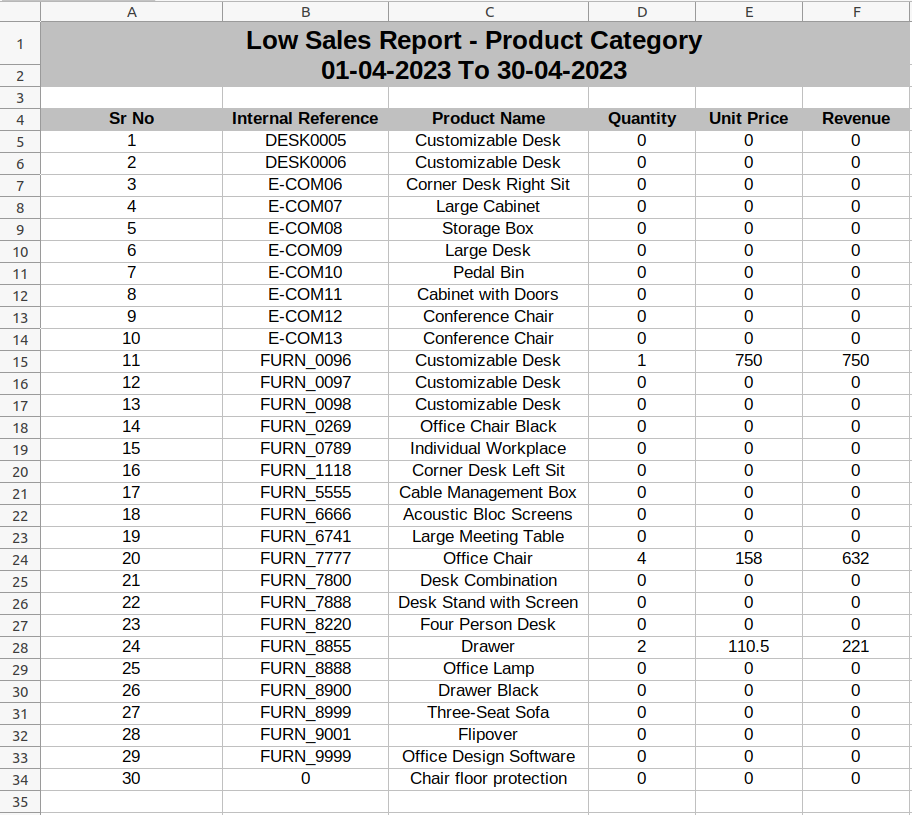 A B C D E F
1 Low Sales Report - Product Category
2 01-04-2023 To 30-04-2023
3
4 Sr No Internal Reference Product Name Quantity Unit Price Revenue
5 1 DESK0005 Customizable Desk 0 0 0
6 2 DESK0006 Customizable Desk 0 0 0
7 3 E-COM06 Corner Desk Right Sit 0 0 0
8 4 E-COM07 Large Cabinet 0 0 0
9 5 E-COM08 Storage Box 0 0 0
10 6 E-COM09 Large Desk 0 0 0
11 7 E-COM10 Pedal Bin 0 0 0
12 8 E-COM11 Cabinet with Doors 0 0 0
13 9 E-COM12 Conference Chair 0 0 0
14 10 E-COM13 Conference Chair 0 0 0
15 11 FURN_0096 Customizable Desk 1 750 750
16 12 FURN_0097 Customizable Desk 0 0 0
17 13 FURN_0098 Customizable Desk 0 0 0
18 14 FURN_0269 Office Chair Black 0 0 0
19 15 FURN_0789 Individual Workplace 0 0 0
20 16 FURN_1118 Corner Desk Left Sit 0 0 0
21 17 FURN_5555 Cable Management Box 0 0 0
22 18 FURN_6666 Acoustic Bloc Screens 0 0 0
23 19 FURN_6741 Large Meeting Table 0 0 0
24 20 FURN_7777 Office Chair 4 158 632
25 21 FURN_7800 Desk Combination 0 0 0
26 22 FURN_7888 Desk Stand with Screen 0 0 0
27 23 FURN_8220 Four Person Desk 0 0 0
28 24 FURN_8855 Drawer 2 110.5 221
29 25 FURN_8888 Office Lamp 0 0 0
30 26 FURN_8900 Drawer Black 0 0 0
31 27 FURN_8999 Three-Seat Sofa 0 0 0
32 28 FURN_9001 Flipover 0 0 0
33 29 FURN_9999 Office Design Software 0 0 0
34 30 0 Chair floor protection 0 0 0
35